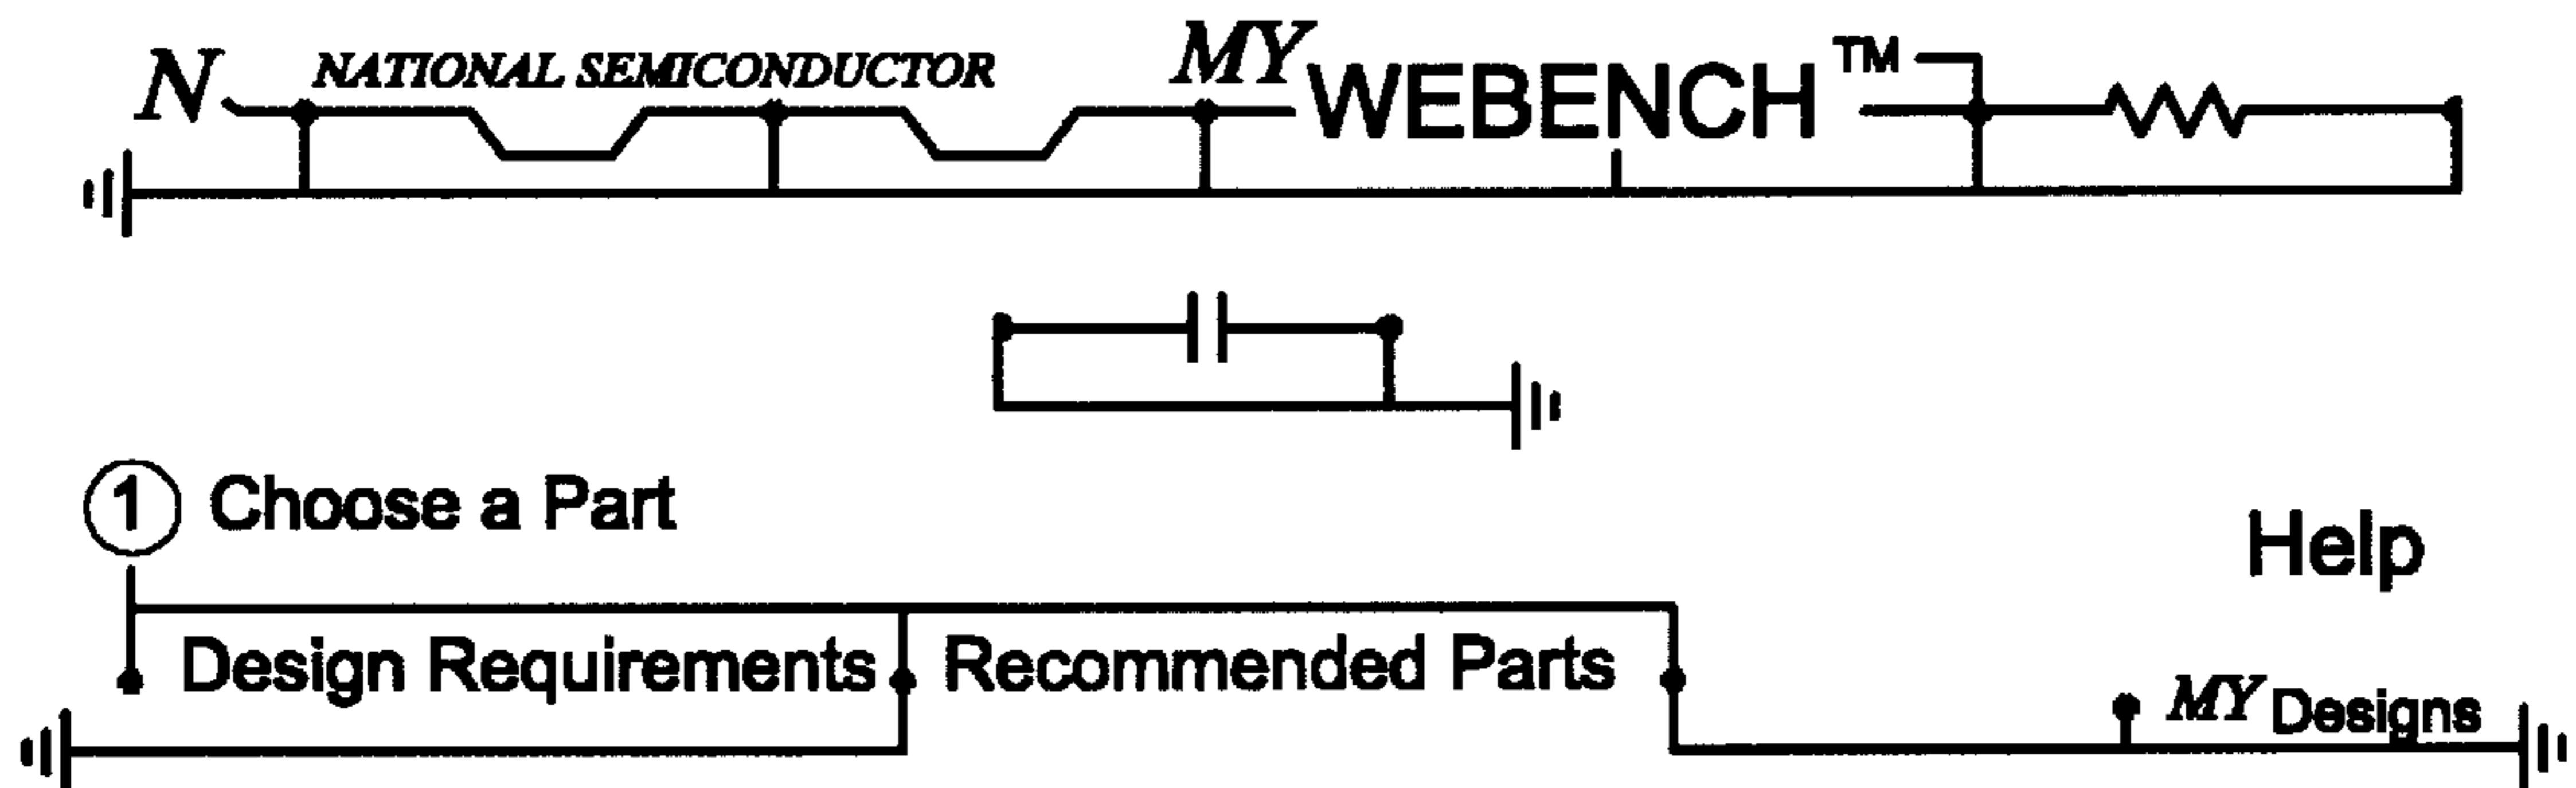 N NATIONAL SEMICONDUCTOR MY WEBENCH™
1 Choose a Part
Help
Design Requirements Recommended Parts
MY Designs